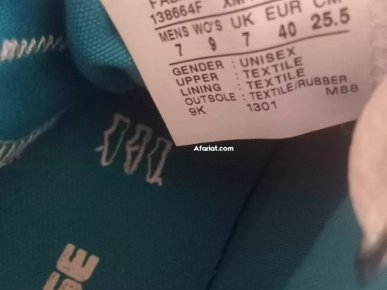 138664F
MENS WO'S UK EUR CM
7 9 7 40 25.5
GENDER : UNISEX
UPPER : TEXTILE
LINING : TEXTILE
OUTSOLE : TEXTILE/RUBBER
9K 1301 M88
Afariat.com
SE